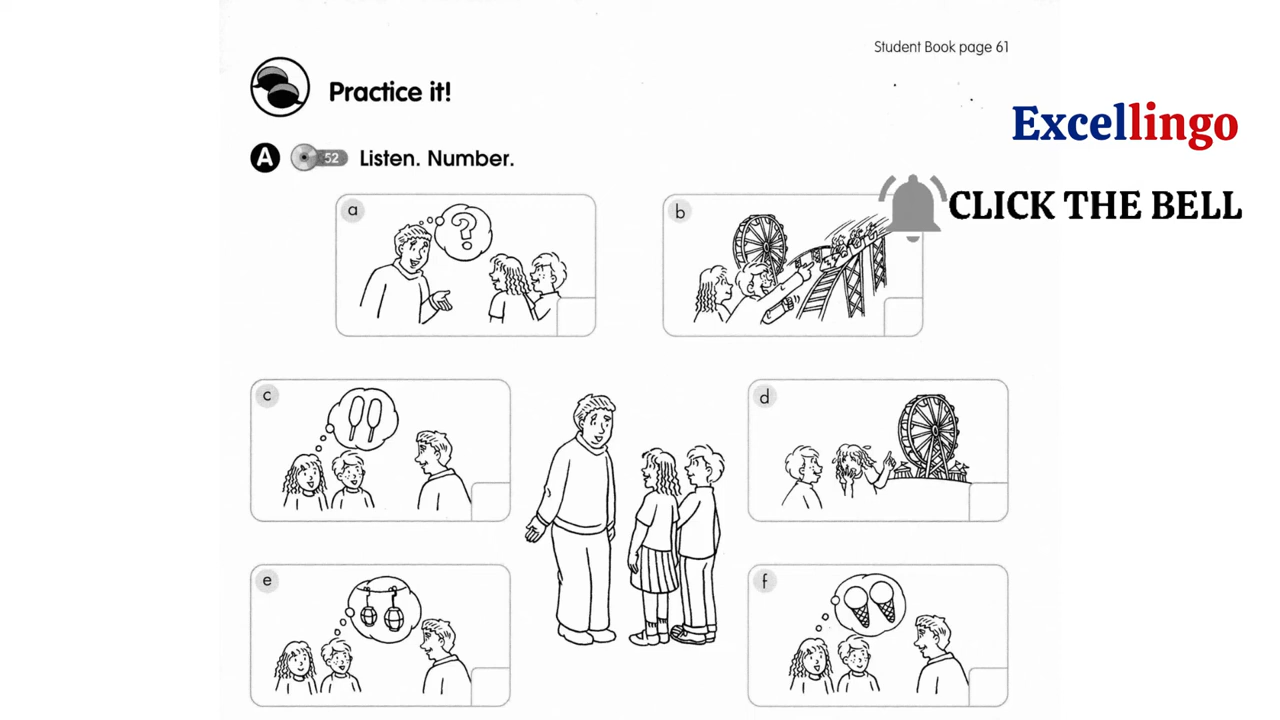 Student Book page 61
Practice it!
Excellingo
A 52 Listen. Number.
CLICK THE BELL
a
?
b
c
d
e
f